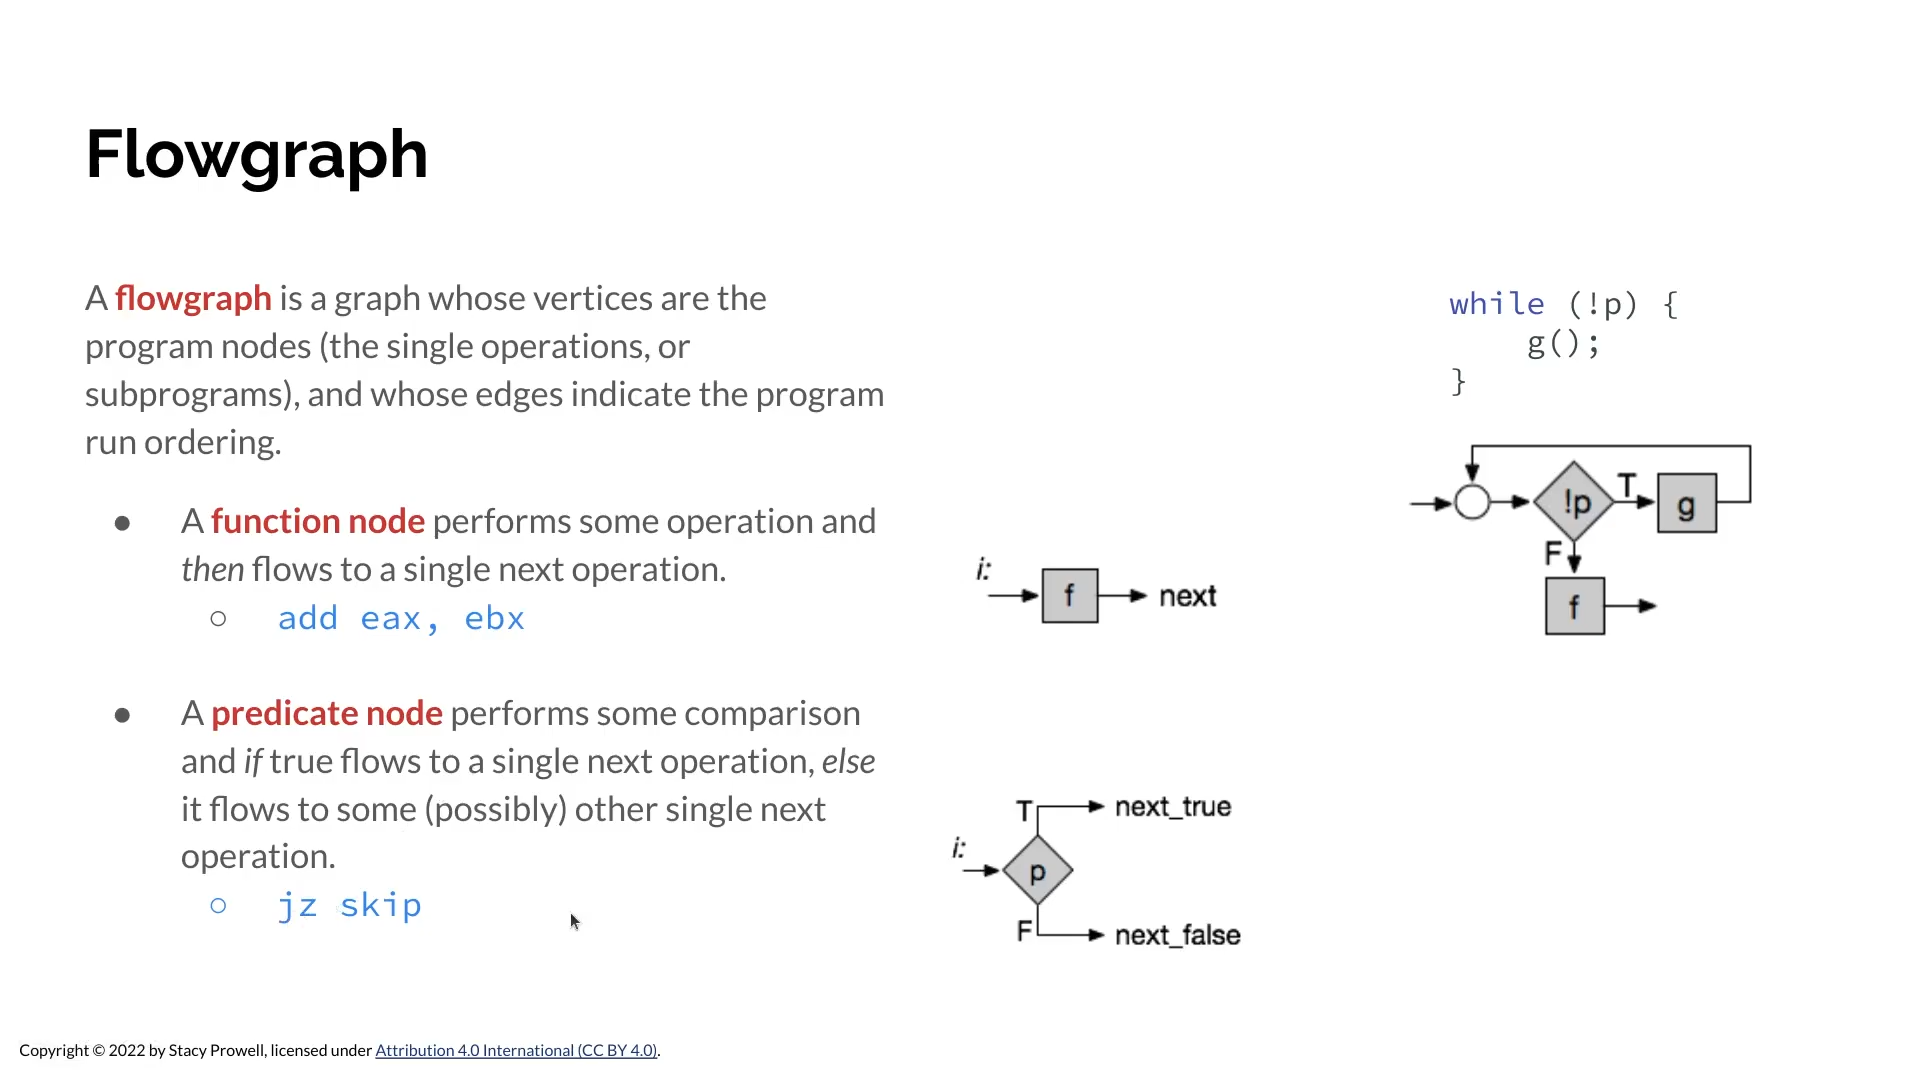 Flowgraph
A flowgraph is a graph whose vertices are the
program nodes (the single operations, or
subprograms), and whose edges indicate the program
run ordering.
● A function node performs some operation and
then flows to a single next operation.
○ add eax, ebx
● A predicate node performs some comparison
and if true flows to a single next operation, else
it flows to some (possibly) other single next
operation.
○ jz skip
i:
f next
T next_true
i:
p
F next_false
while (!p) {
g();
}
!p T g
F
f
Copyright © 2022 by Stacy Prowell, licensed under Attribution 4.0 International (CC BY 4.0).